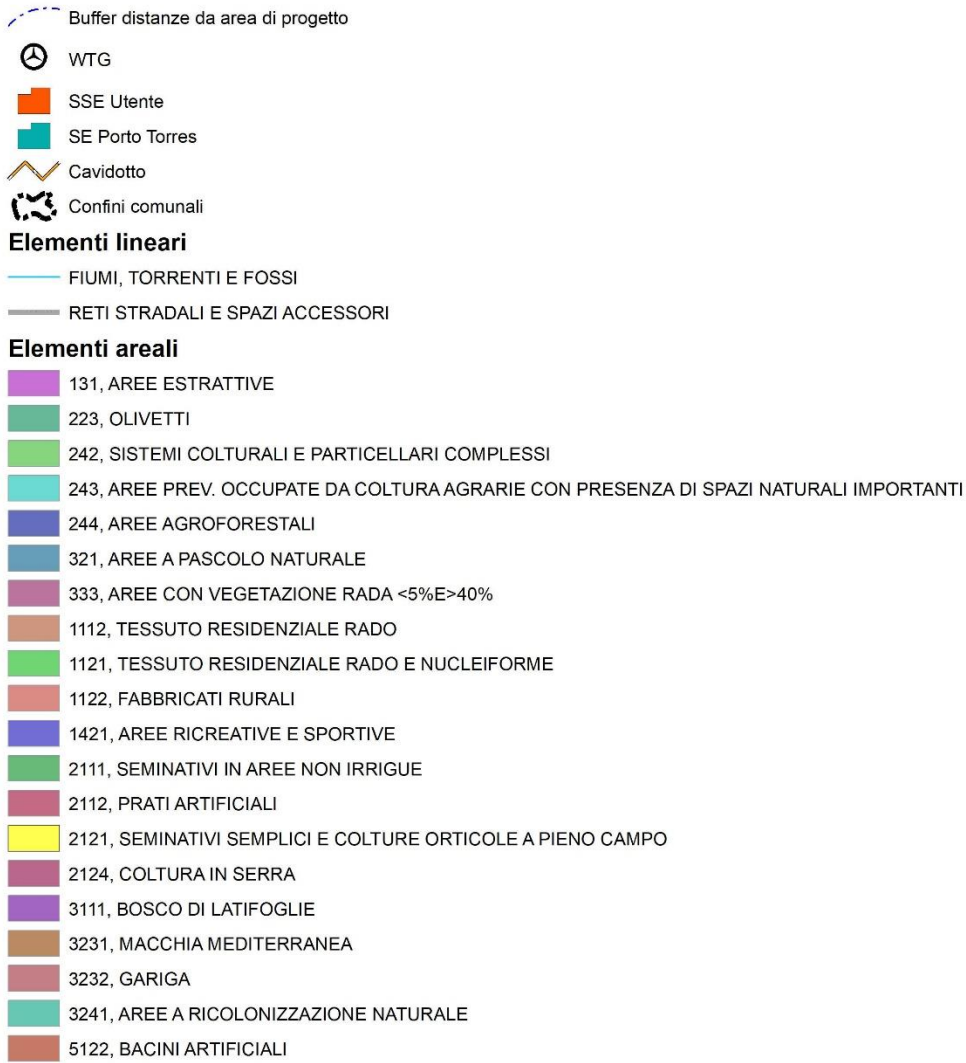 Buffer distanze da area di progetto
WTG
SSE Utente
SE Porto Torres
Cavidotto
Confini comunali
Elementi lineari
FIUMI, TORRENTI E FOSSI
RETI STRADALI E SPAZI ACCESSORI
Elementi areali
131, AREE ESTRATTIVE
223, OLIVETTI
242, SISTEMI COLTURALI E PARTICELLARI COMPLESSI
243, AREE PREV. OCCUPATE DA COLTURA AGRARIE CON PRESENZA DI SPAZI NATURALI IMPORTANTI
244, AREE AGROFORESTALI
321, AREE A PASCOLO NATURALE
333, AREE CON VEGETAZIONE RADA <5%E>40%
1112, TESSUTO RESIDENZIALE RADO
1121, TESSUTO RESIDENZIALE RADO E NUCLEIFORME
1122, FABBRICATI RURALI
1421, AREE RICREATIVE E SPORTIVE
2111, SEMINATIVI IN AREE NON IRRIGUE
2112, PRATI ARTIFICIALI
2121, SEMINATIVI SEMPLICI E COLTURE ORTICOLE A PIENO CAMPO
2124, COLTURA IN SERRA
3111, BOSCO DI LATIFOGLIE
3231, MACCHIA MEDITERRANEA
3232, GARIGA
3241, AREE A RICOLONIZZAZIONE NATURALE
5122, BACINI ARTIFICIALI